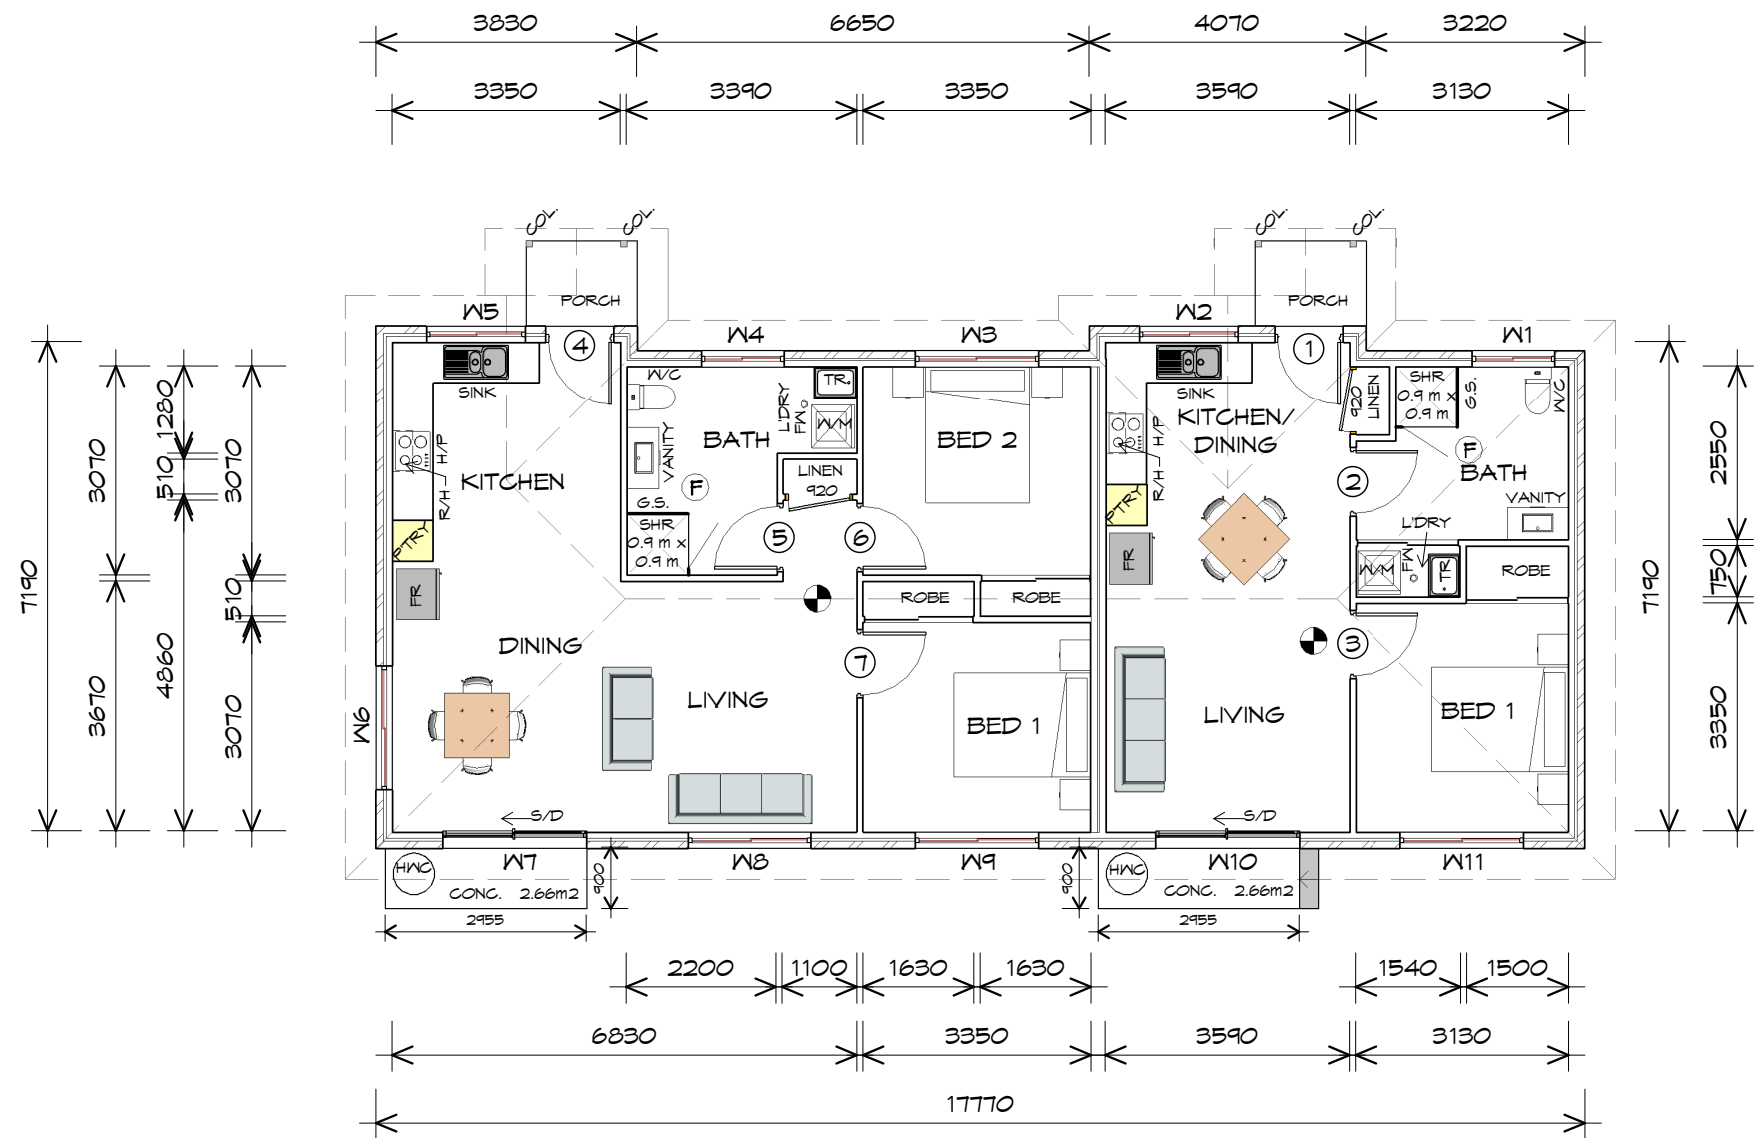 3830
6650
4070
3220
3350
3390
3350
3590
3130
COL.
COL.
COL.
COL.
PORCH
PORCH
W5
W4
W3
W2
W1
4
1
SINK
W/C
L'DRY
FW
TR.
W/M
BATH
VANITY
BED 2
SINK
KITCHEN/
DINING
920
LINEN
SHR
0.9 m x
0.9 m
G.S.
W/C
F
BATH
VANITY
H/P
R/H
KITCHEN
PTRY
FR
G.S.
F
LINEN
920
SHR
0.9 m x
0.9 m
5
6
H/P
R/H
PTRY
FR
2
L'DRY
W/M
FW
TR
ROBE
ROBE
ROBE
DINING
LIVING
7
BED 1
LIVING
3
BED 1
W6
S/D
S/D
W7
W8
W9
W10
W11
HWC
CONC. 2.66m2
900
HWC
CONC. 2.66m2
900
2955
2955
7190
3070
3670
1280
510
4860
3070
510
3070
7190
2550
750
3350
2200
1100
1630
1630
1540
1500
6830
3350
3590
3130
17770